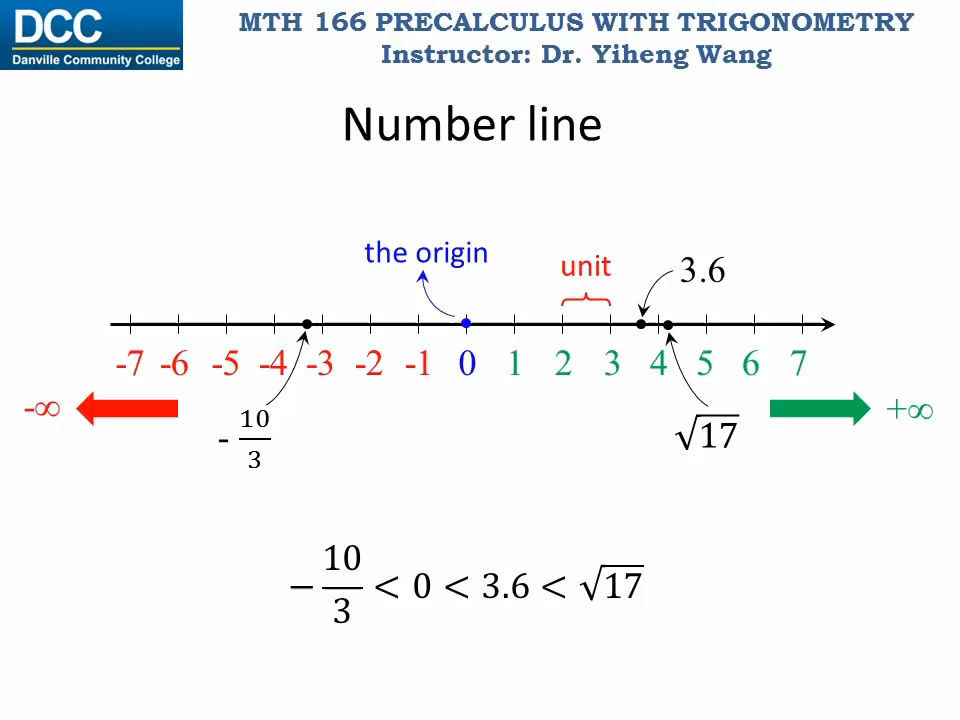 DCC
Danville Community College
MTH 166 PRECALCULUS WITH TRIGONOMETRY
Instructor: Dr. Yiheng Wang
Number line
the origin
unit
3.6
-7 -6 -5 -4 -3 -2 -1 0 1 2 3 4 5 6 7
-∞
+∞
- 10/3
√17
−10/3 < 0 < 3.6 < √17